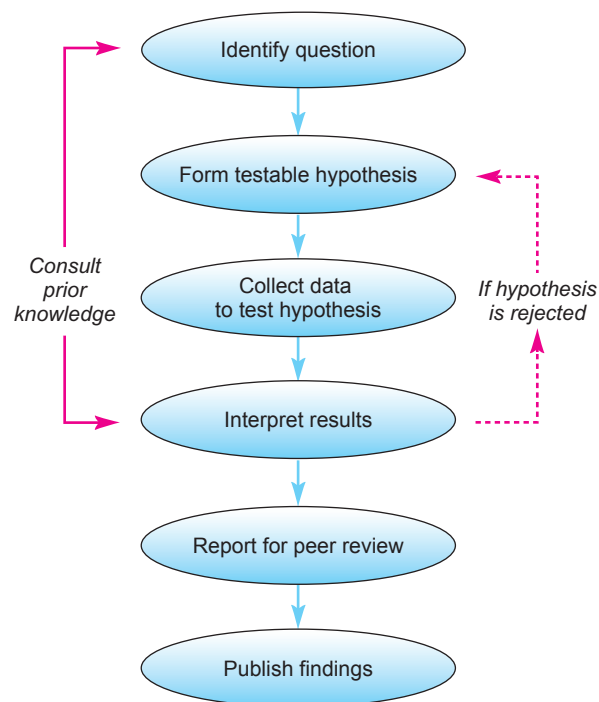 Identify question
Form testable hypothesis
Consult
prior
knowledge
Collect data
to test hypothesis
If hypothesis
is rejected
Interpret results
Report for peer review
Publish findings